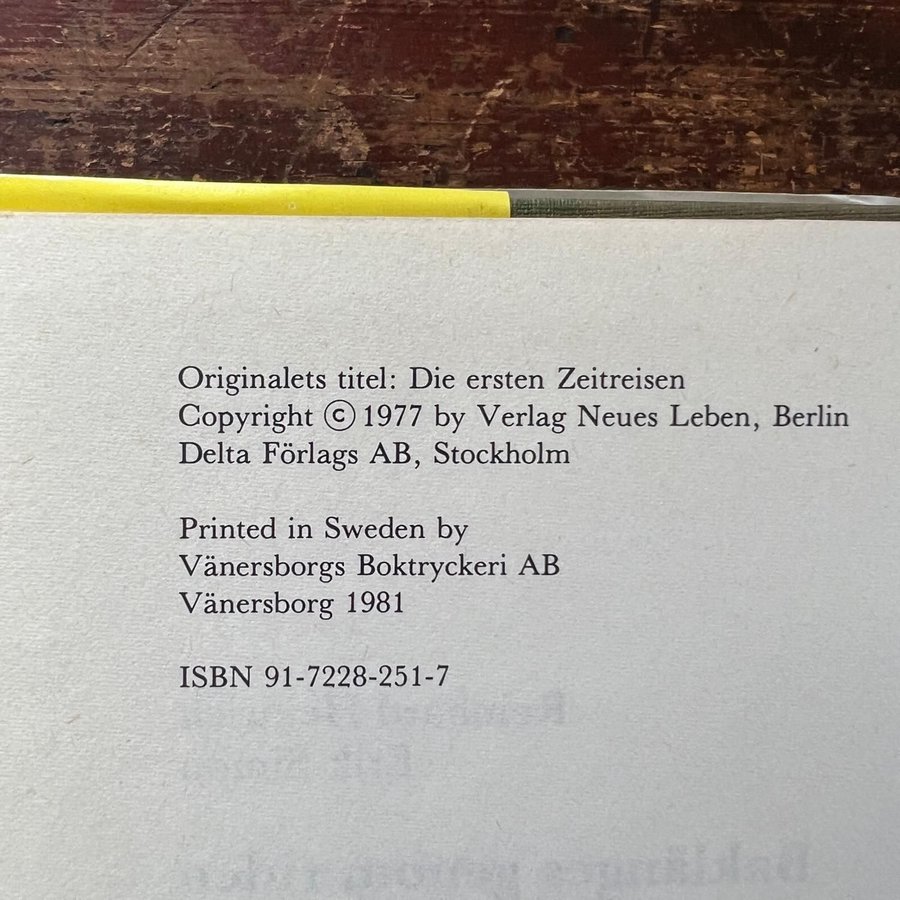 Originalets titel: Die ersten Zeitreisen
Copyright © 1977 by Verlag Neues Leben, Berlin
Delta Förlags AB, Stockholm
Printed in Sweden by
Vänersborgs Boktryckeri AB
Vänersborg 1981
ISBN 91-7228-251-7